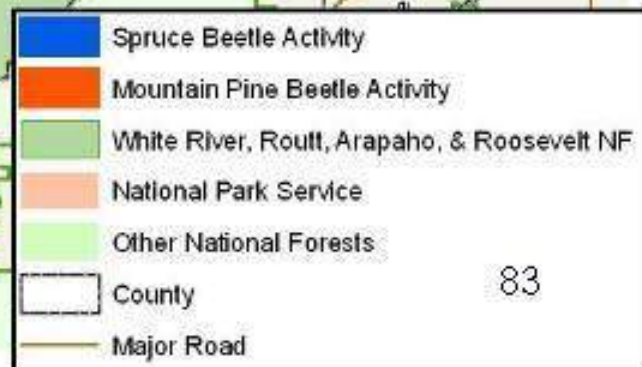 Spruce Beetle Activity
Mountain Pine Beetle Activity
White River, Routt, Arapaho, & Roosevelt NF
National Park Service
Other National Forests
County
83
Major Road